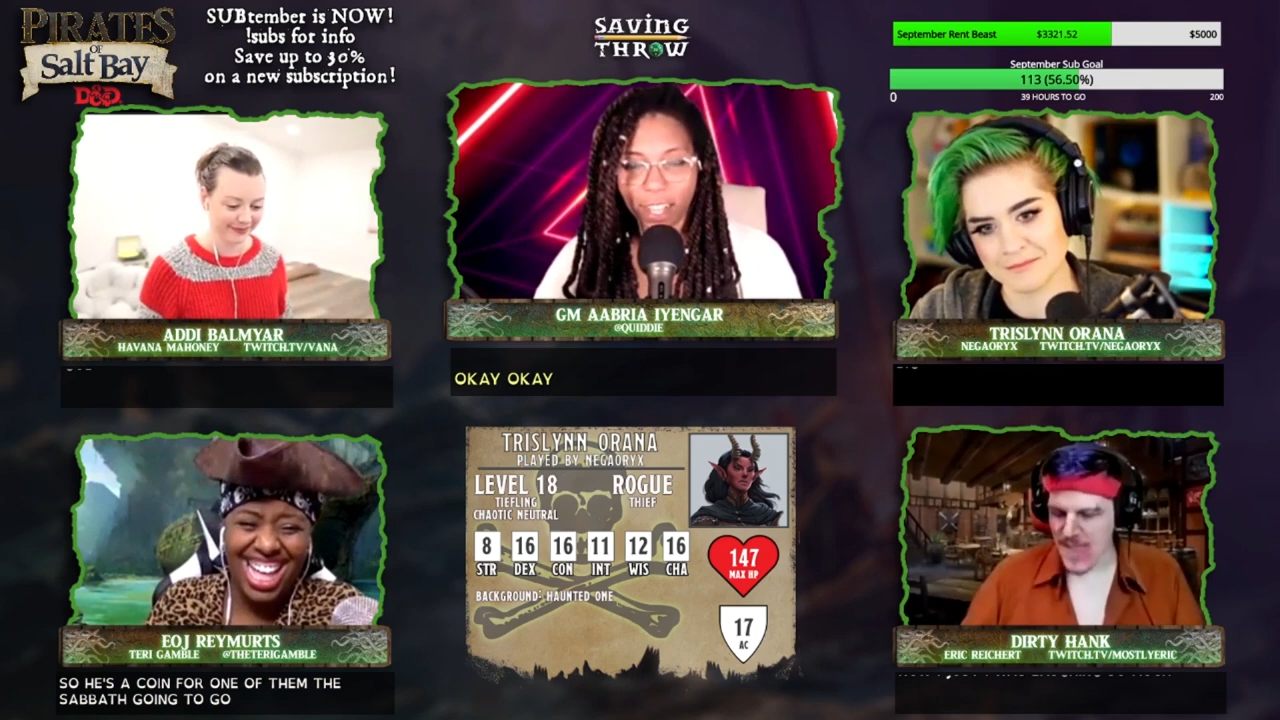 PIRATES
OF
Salt Bay
D&D
SUBtember is NOW!
!subs for info
Save up to 30%
on a new subscription!
SAVING
THROW
September Rent Beast $3321.52 $5000
September Sub Goal
113 (56.50%)
0 39 HOURS TO GO 200
ADDI BALMYAR
HAVANA MAHONEY TWITCH.TV/VANA
GM AABRIA IYENGAR
@QUIDDIE
OKAY OKAY
TRISLYNN ORANA
NEGAORYX TWITCH.TV/NEGAORYX
EOJ REYMURTS
TERI GAMBLE @THETERIGAMBLE
SO HE'S A COIN FOR ONE OF THEM THE
SABBATH GOING TO GO
TRISLYNN ORANA
PLAYED BY NEGAORYX
LEVEL 18 ROGUE
TIEFLING THIEF
CHAOTIC NEUTRAL
8 16 16 11 12 16
STR DEX CON INT WIS CHA
BACKGROUND: HAUNTED ONE
147
MAX HP
17
AC
DIRTY HANK
ERIC REICHERT TWITCH.TV/MOSTLYERIC